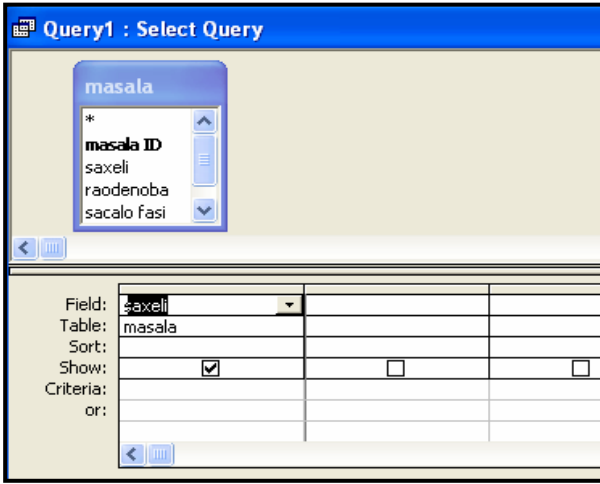 Query1 : Select Query
masala
*
masala ID
saxeli
raodenoba
sacalo fasi
Field: saxeli
Table: masala
Sort:
Show:
Criteria:
or: